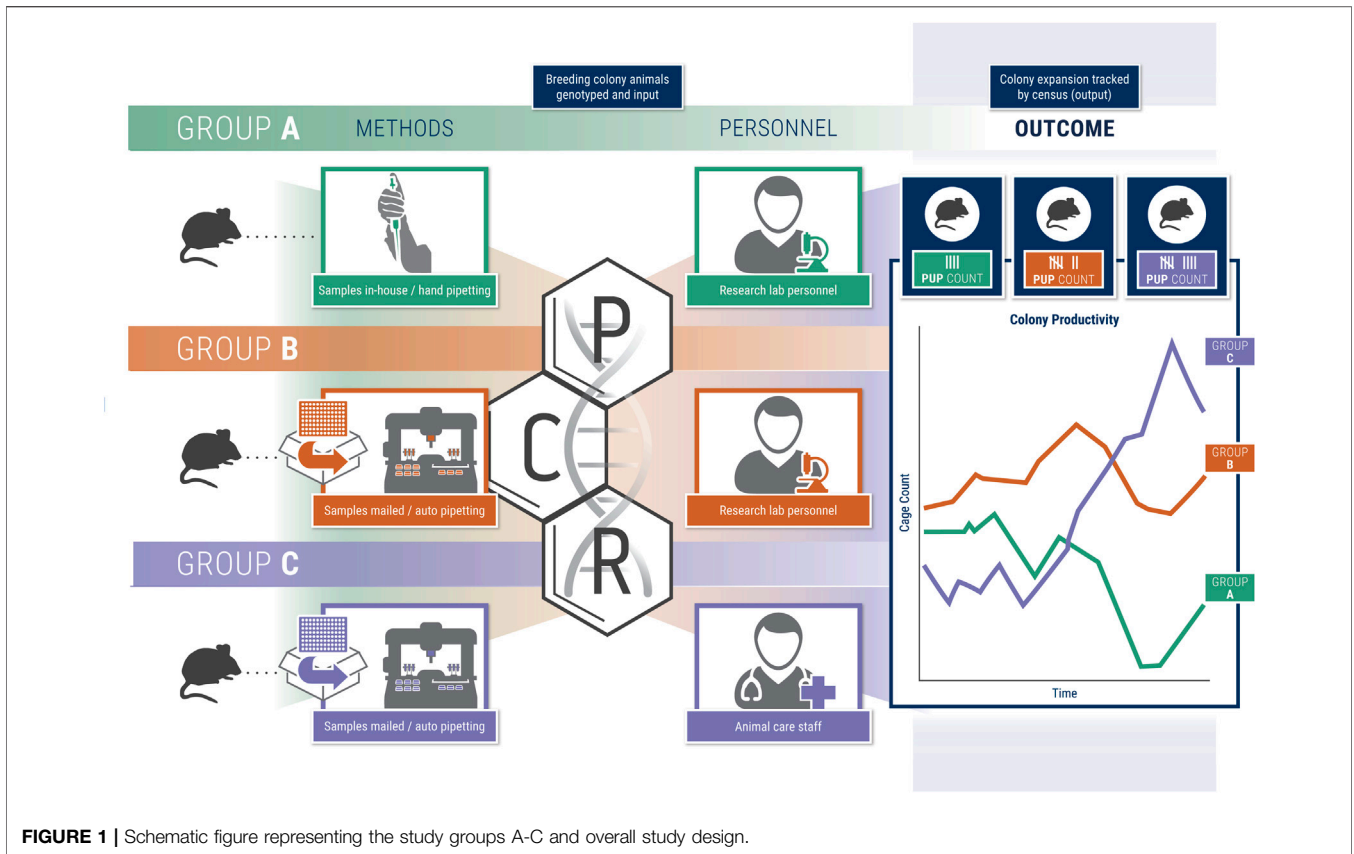 Breeding colony animals
genotyped and input
Colony expansion tracked
by census (output)
GROUP A
METHODS
PERSONNEL
OUTCOME
Samples in-house / hand pipetting
Research lab personnel
PUP COUNT
PUP COUNT
PUP COUNT
Colony Productivity
GROUP
C
GROUP
B
GROUP
A
Cage Count
Time
GROUP B
P
C
R
Samples mailed / auto pipetting
Research lab personnel
GROUP C
Samples mailed / auto pipetting
Animal care staff
FIGURE 1 | Schematic figure representing the study groups A-C and overall study design.